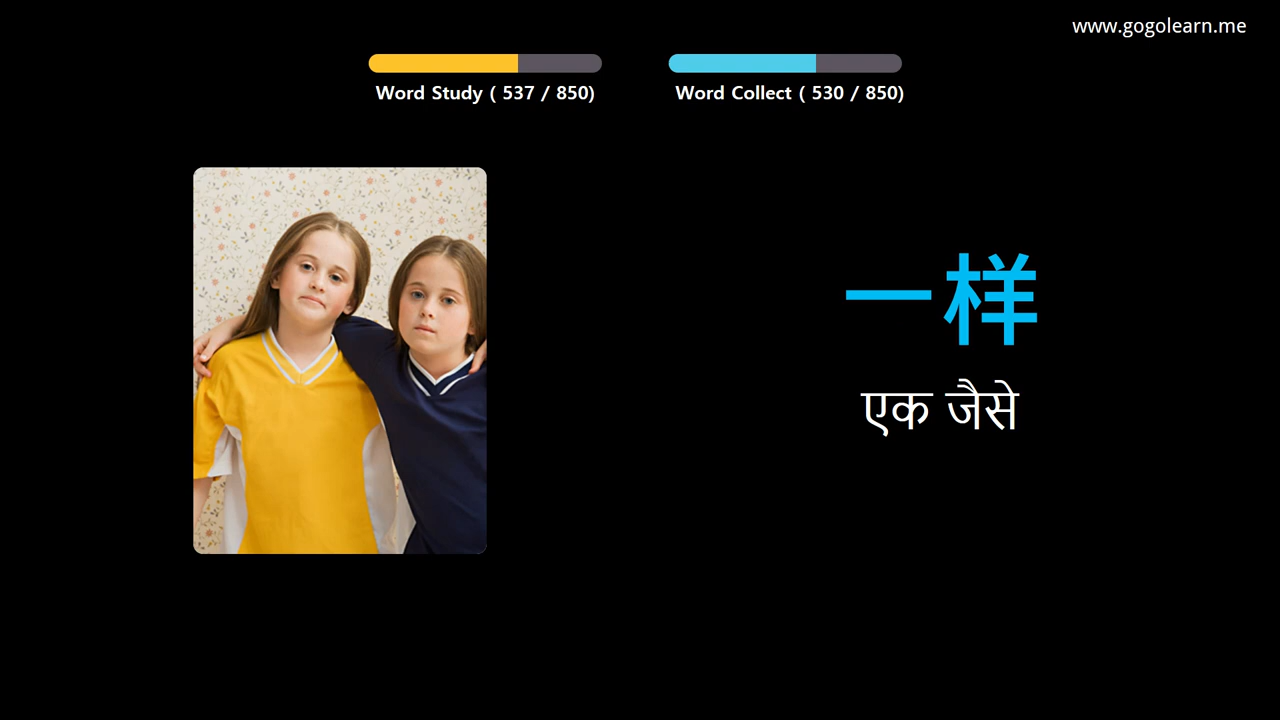 www.gogolearn.me
Word Study ( 537 / 850)
Word Collect ( 530 / 850)
一样
एक जैसे